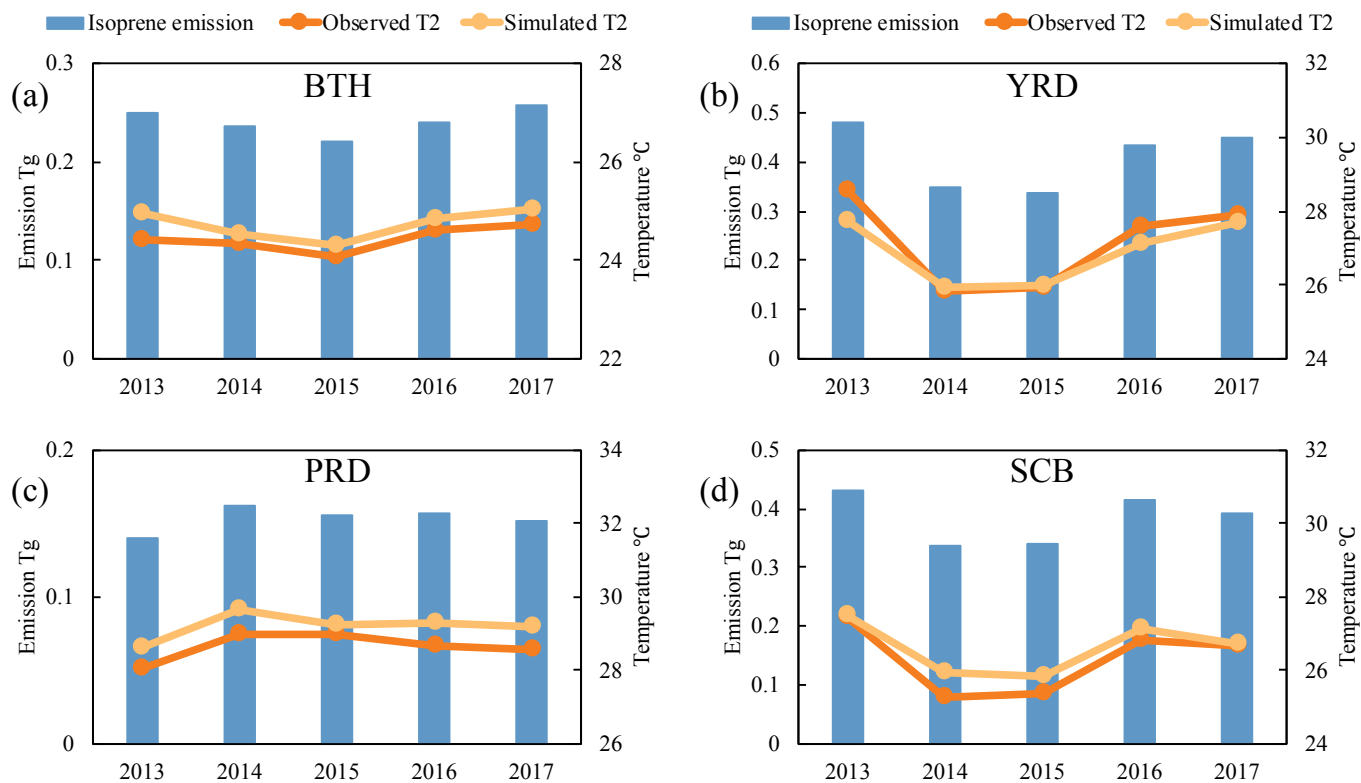 Isoprene emission Observed T2 Simulated T2
Isoprene emission Observed T2 Simulated T2
(a)
BTH
Emission Tg
0.3
0.2
0.1
0
28
26
24
22
Temperature ℃
2013 2014 2015 2016 2017
(b)
YRD
Emission Tg
0.6
0.5
0.4
0.3
0.2
0.1
0
32
30
28
26
24
Temperature ℃
2013 2014 2015 2016 2017
(c)
PRD
Emission Tg
0.2
0.1
0
34
32
30
28
26
Temperature ℃
2013 2014 2015 2016 2017
(d)
SCB
Emission Tg
0.5
0.4
0.3
0.2
0.1
0
32
30
28
26
24
Temperature ℃
2013 2014 2015 2016 2017